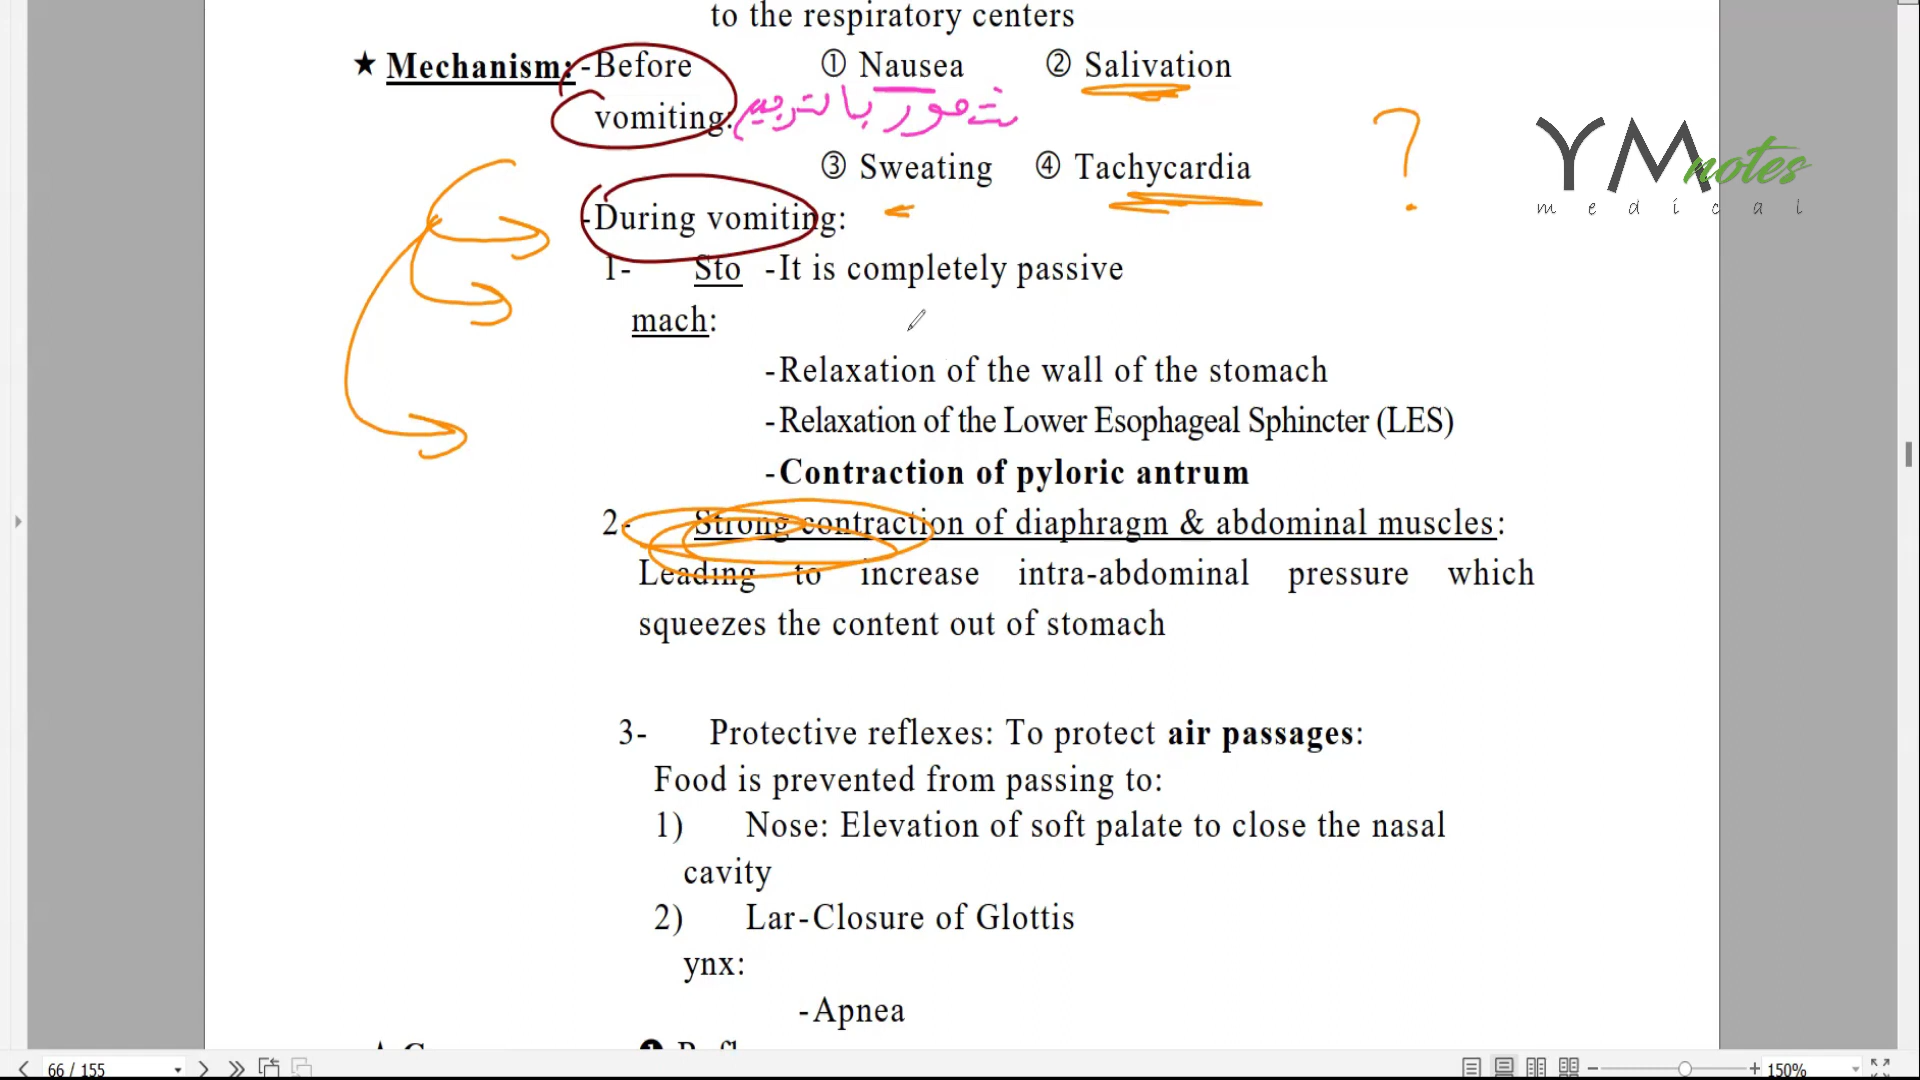 to the respiratory centers
★ Mechanism: -Before ① Nausea ② Salivation
vomiting: شعور بالترجيع
?
YM notes
medical
③ Sweating ④ Tachycardia
-During vomiting:
1- Sto -It is completely passive
mach:
-Relaxation of the wall of the stomach
-Relaxation of the Lower Esophageal Sphincter (LES)
-Contraction of pyloric antrum
2- Strong contraction of diaphragm & abdominal muscles:
Leading to increase intra-abdominal pressure which
squeezes the content out of stomach
3- Protective reflexes: To protect air passages:
Food is prevented from passing to:
1) Nose: Elevation of soft palate to close the nasal
cavity
2) Lar-Closure of Glottis
ynx:
-Apnea
66 / 155
150%